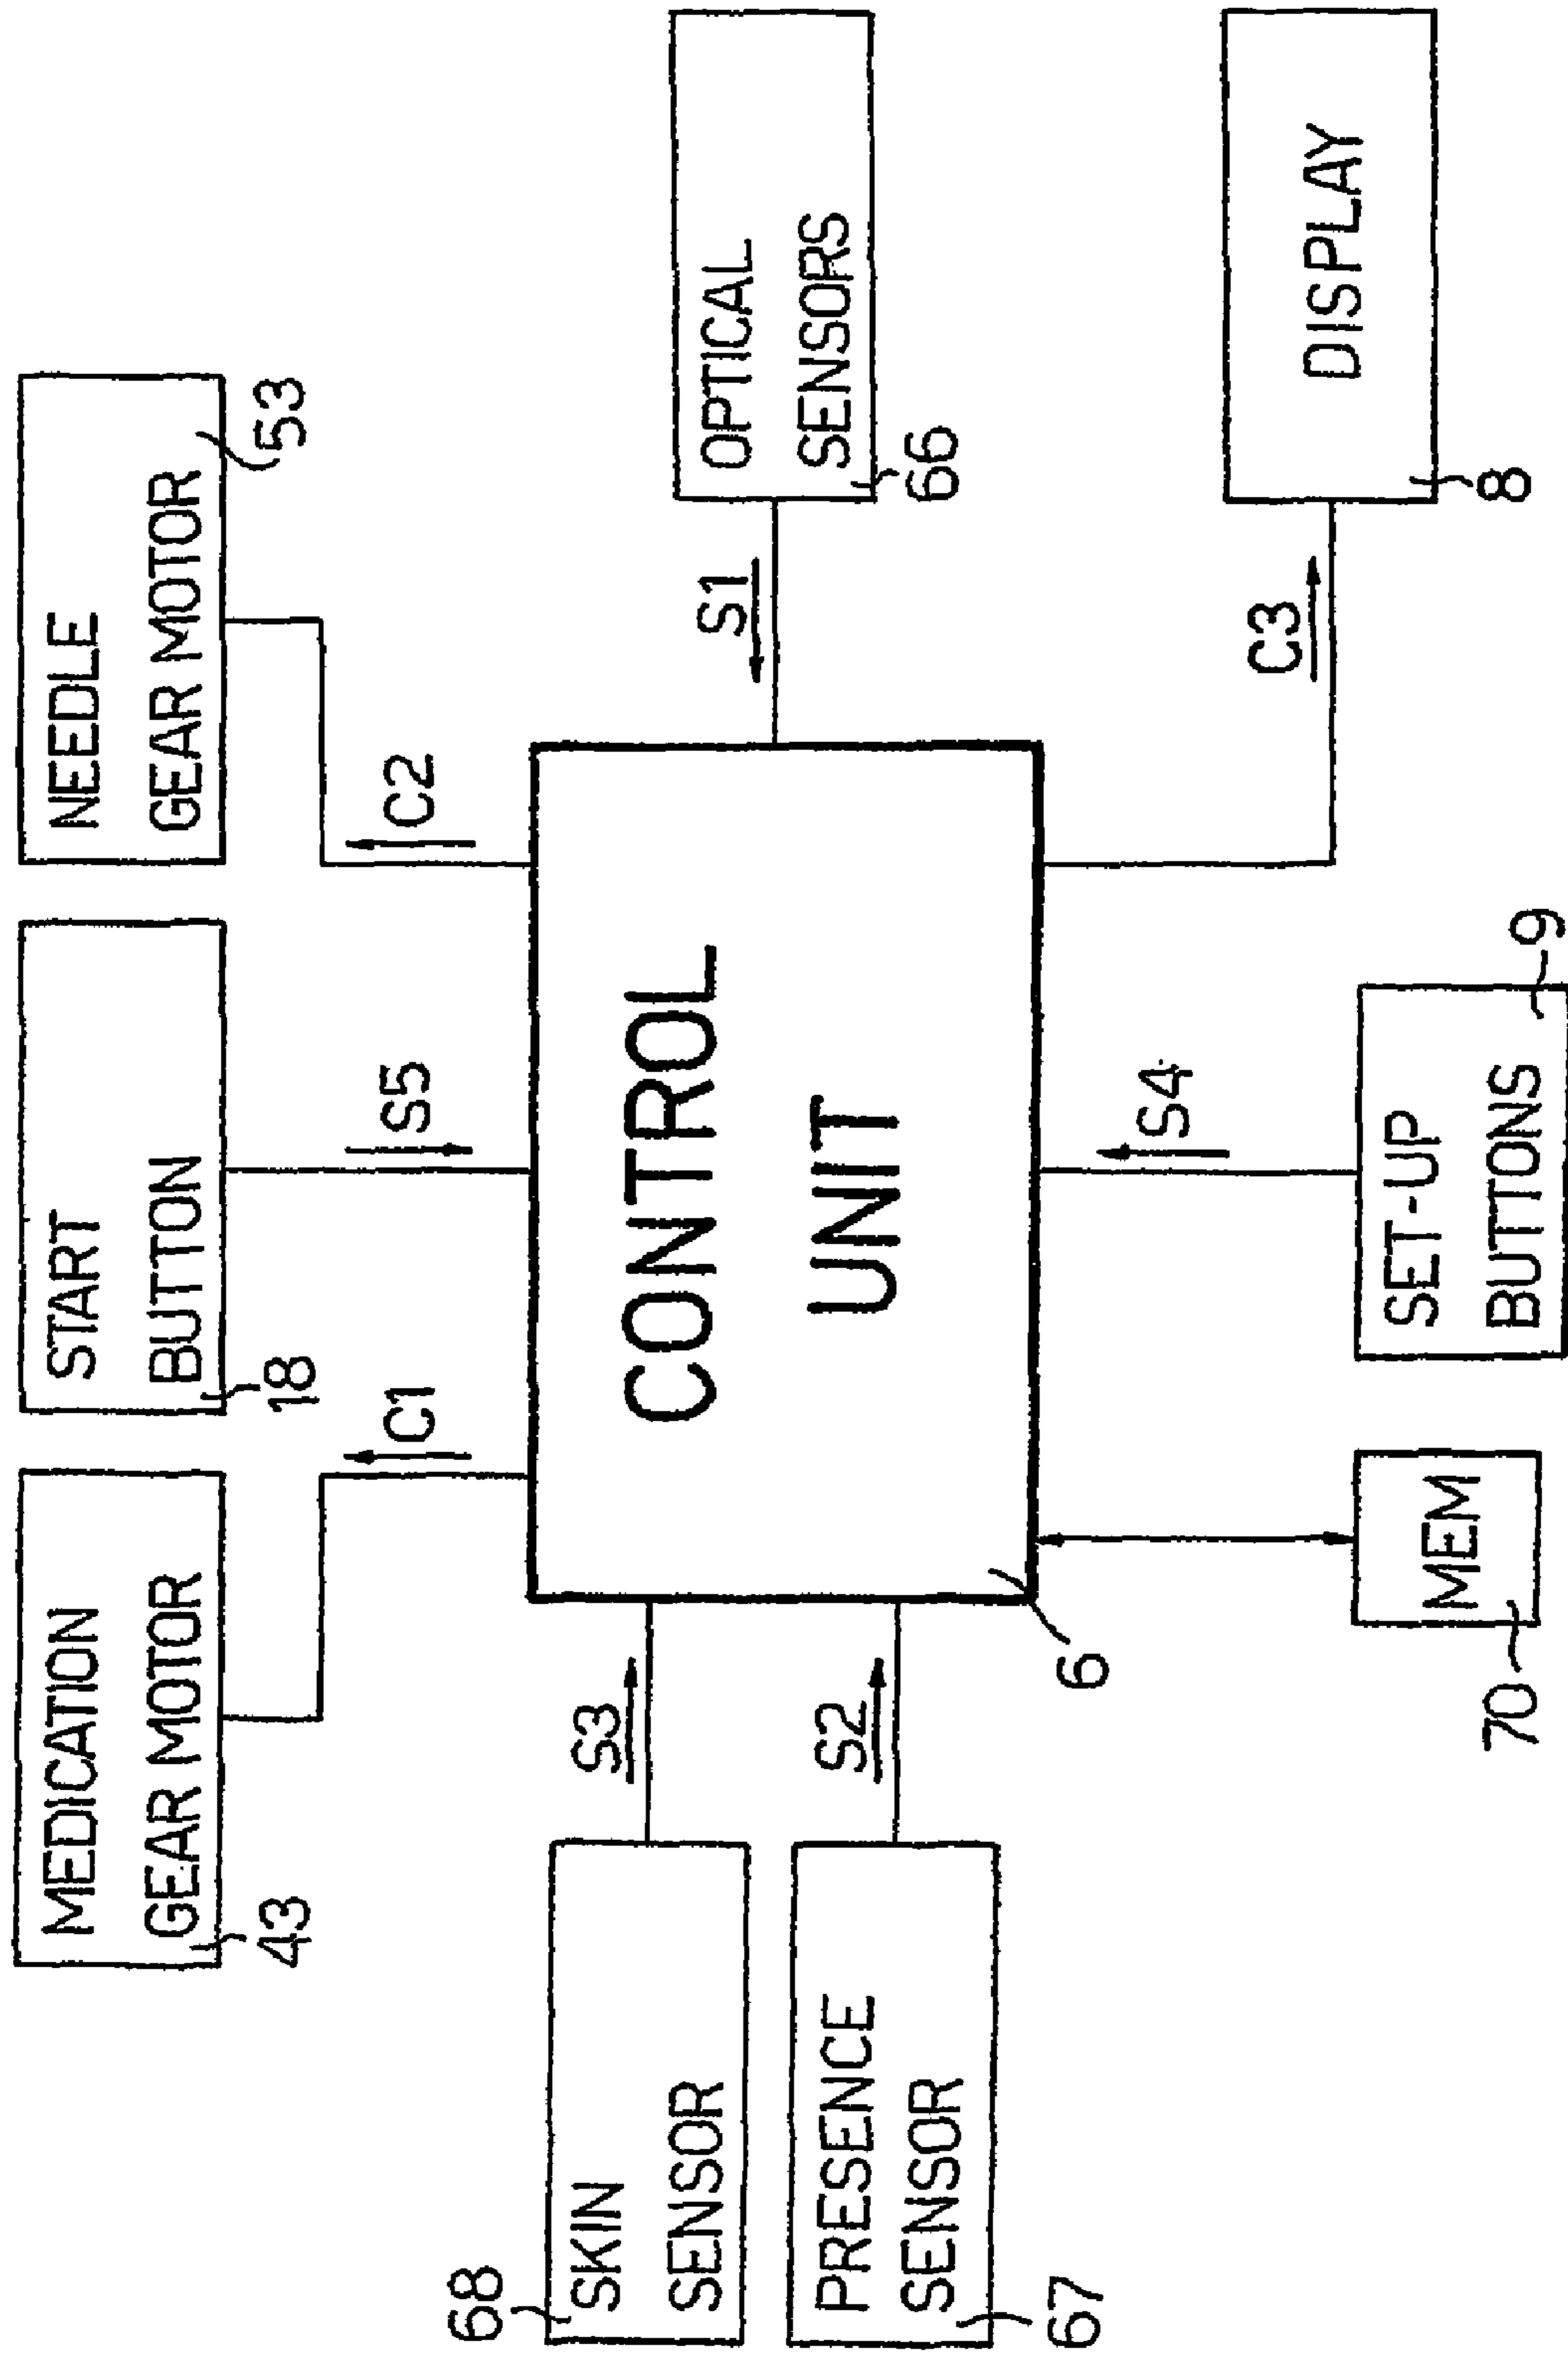 MEDICATION
GEAR MOTOR
43
START
BUTTON
18
NEEDLE
GEAR MOTOR
53
C1
S5
C2
68
SKIN
SENSOR
S3
PRESENCE
SENSOR
67
S2
CONTROL
UNIT
6
S1
OPTICAL
SENSORS
66
C3
DISPLAY
8
S4
MEM
70
SET-UP
BUTTONS
9